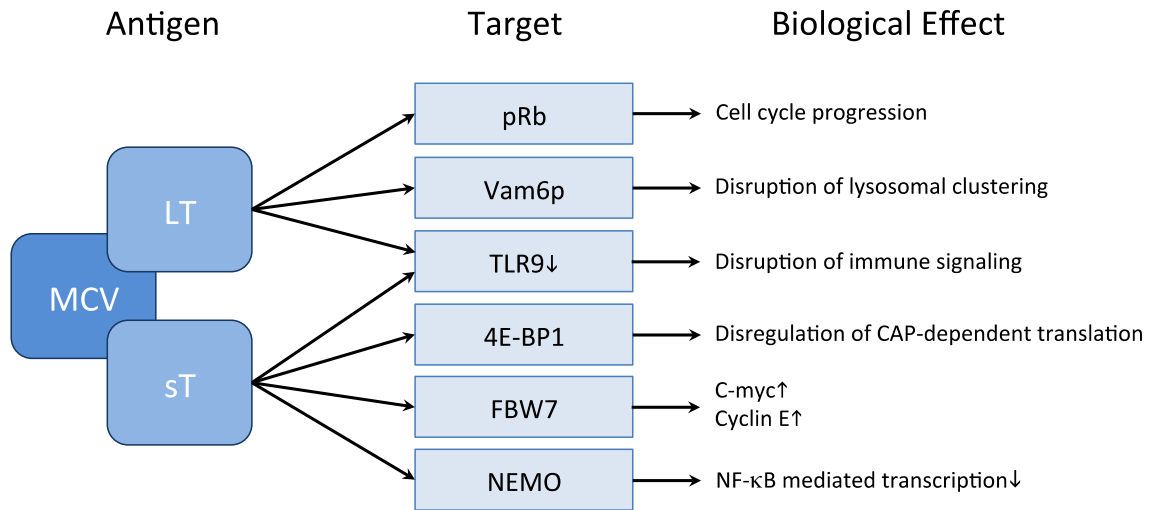 Antigen Target Biological Effect
pRb Cell cycle progression
Vam6p Disruption of lysosomal clustering
LT
TLR9↓ Disruption of immune signaling
MCV
4E-BP1 Disregulation of CAP-dependent translation
sT
FBW7 C-myc↑
Cyclin E↑
NEMO NF-κB mediated transcription↓